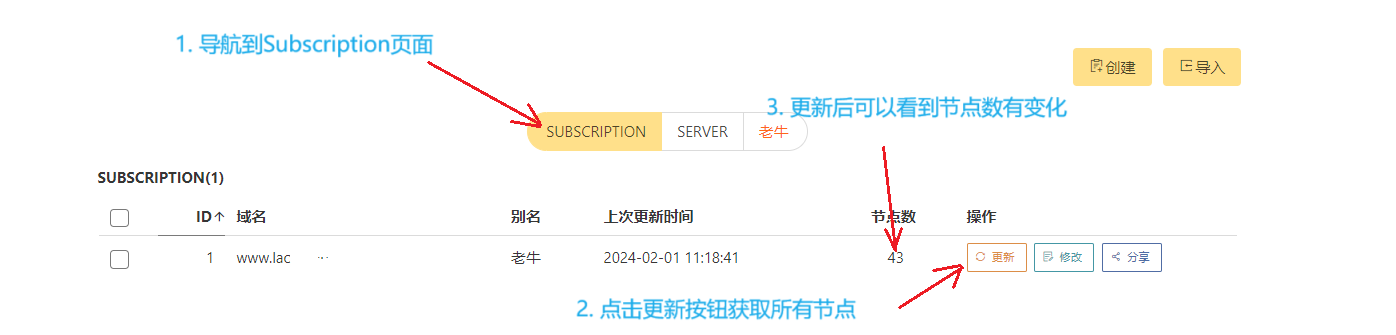 1. 导航到Subscription页面
创建 导入
3. 更新后可以看到节点数有变化
SUBSCRIPTION SERVER 老牛
SUBSCRIPTION(1)
ID 域名 别名 上次更新时间 节点数 操作
1 www.lac 老牛 2024-02-01 11:18:41 43 更新 修改 分享
2. 点击更新按钮获取所有节点